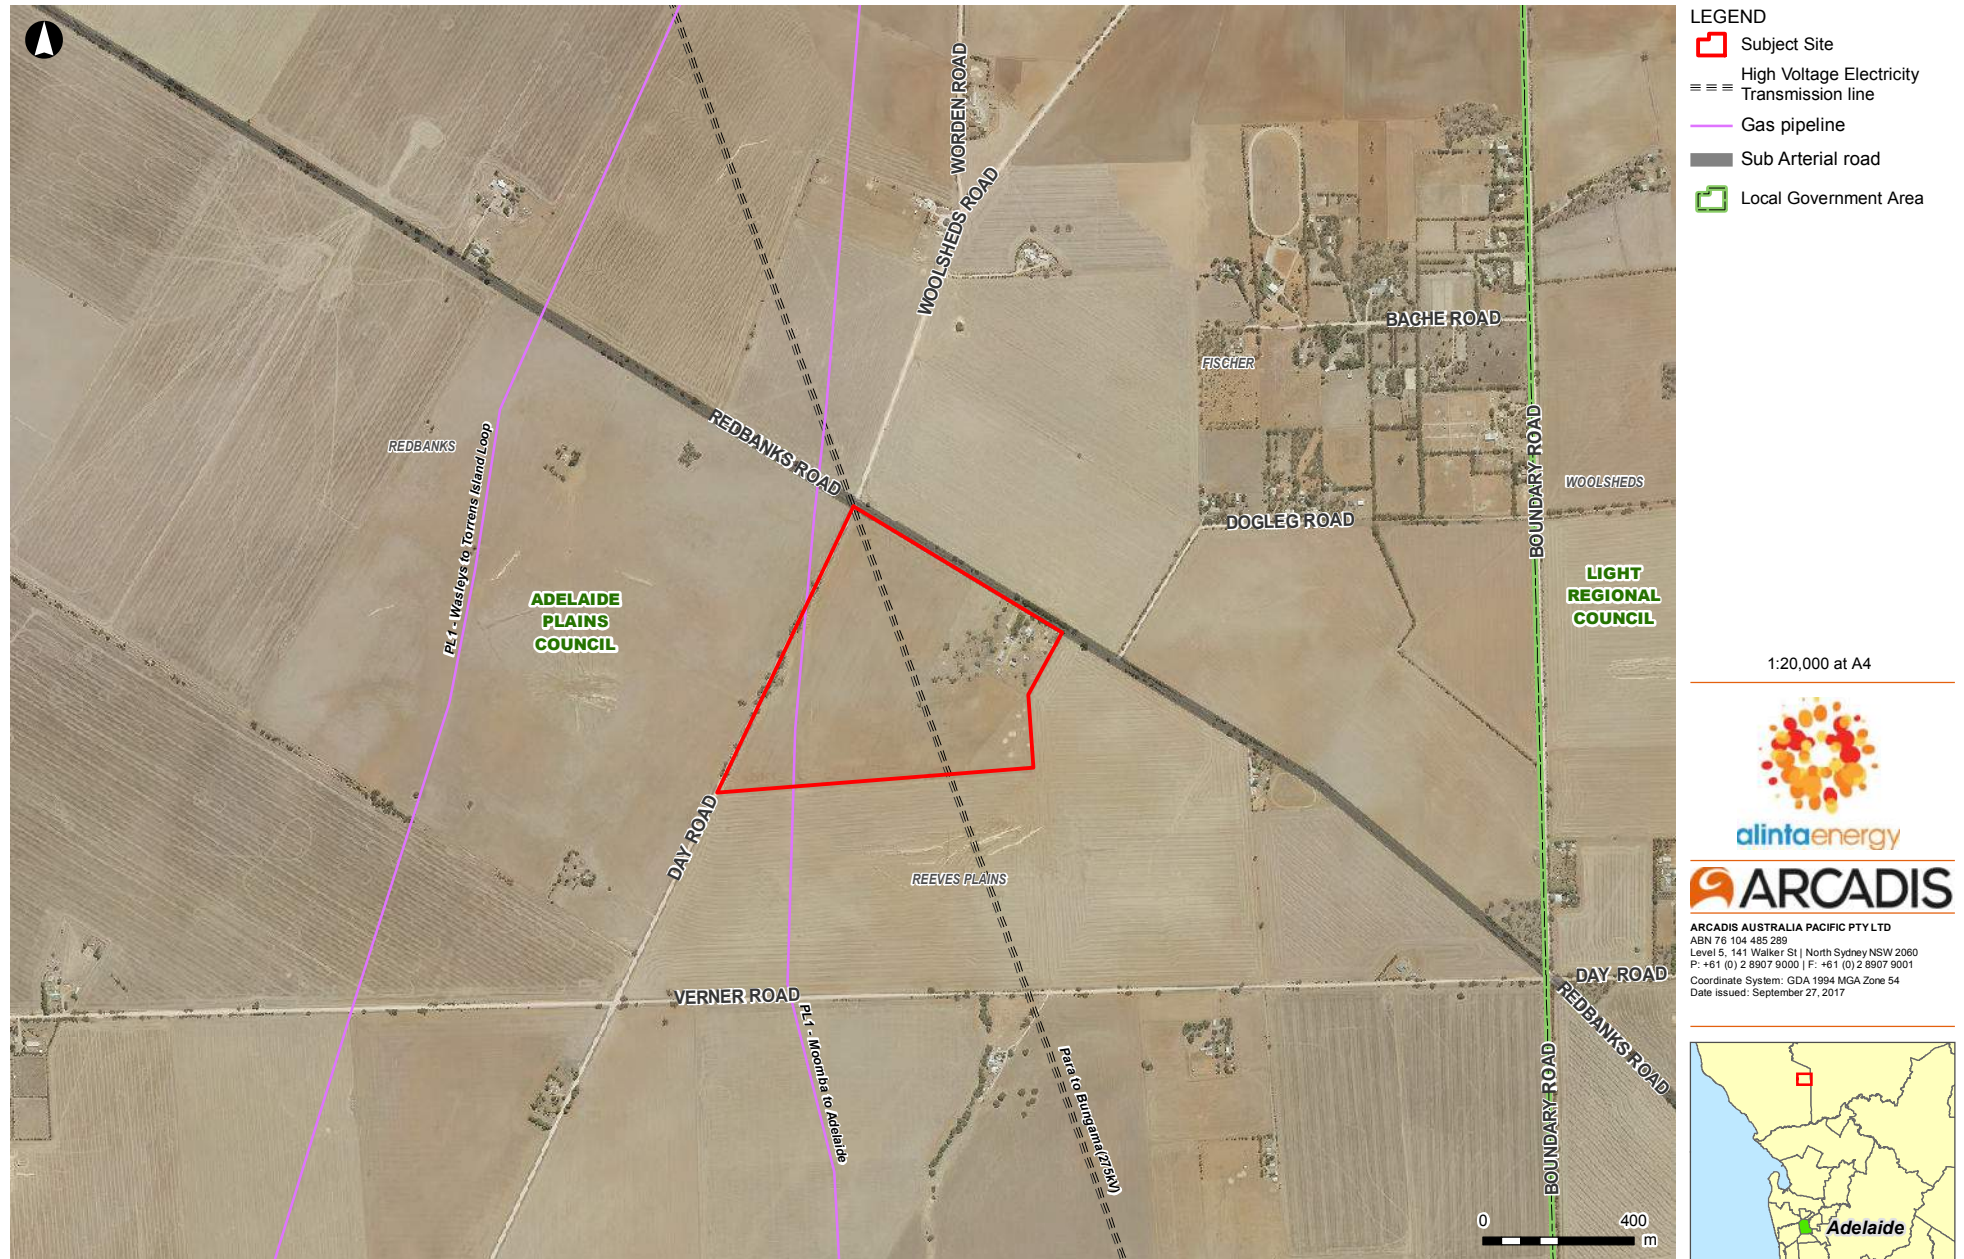 WORDEN ROAD
WOOLSHEDS ROAD
BACHE ROAD
FISCHER
REDBANKS
PL1 - Wasleys to Torrens Island Loop
REDBANKS ROAD
DOGLEG ROAD
BOUNDARY ROAD
WOOLSHEDS
ADELAIDE
PLAINS
COUNCIL
LIGHT
REGIONAL
COUNCIL
DAY ROAD
REEVES PLAINS
VERNER ROAD
PL1 - Moomba to Adelaide
Para to Bungama(275kV)
DAY ROAD
REDBANKS ROAD
BOUNDARY ROAD
0 400
m
LEGEND
Subject Site
High Voltage Electricity
Transmission line
Gas pipeline
Sub Arterial road
Local Government Area
1:20,000 at A4
alintaenergy
ARCADIS
ARCADIS AUSTRALIA PACIFIC PTY LTD
ABN 76 104 485 289
Level 5, 141 Walker St | North Sydney NSW 2060
P: +61 (0) 2 8907 9000 | F: +61 (0) 2 8907 9001
Coordinate System: GDA 1994 MGA Zone 54
Date issued: September 27, 2017
Adelaide